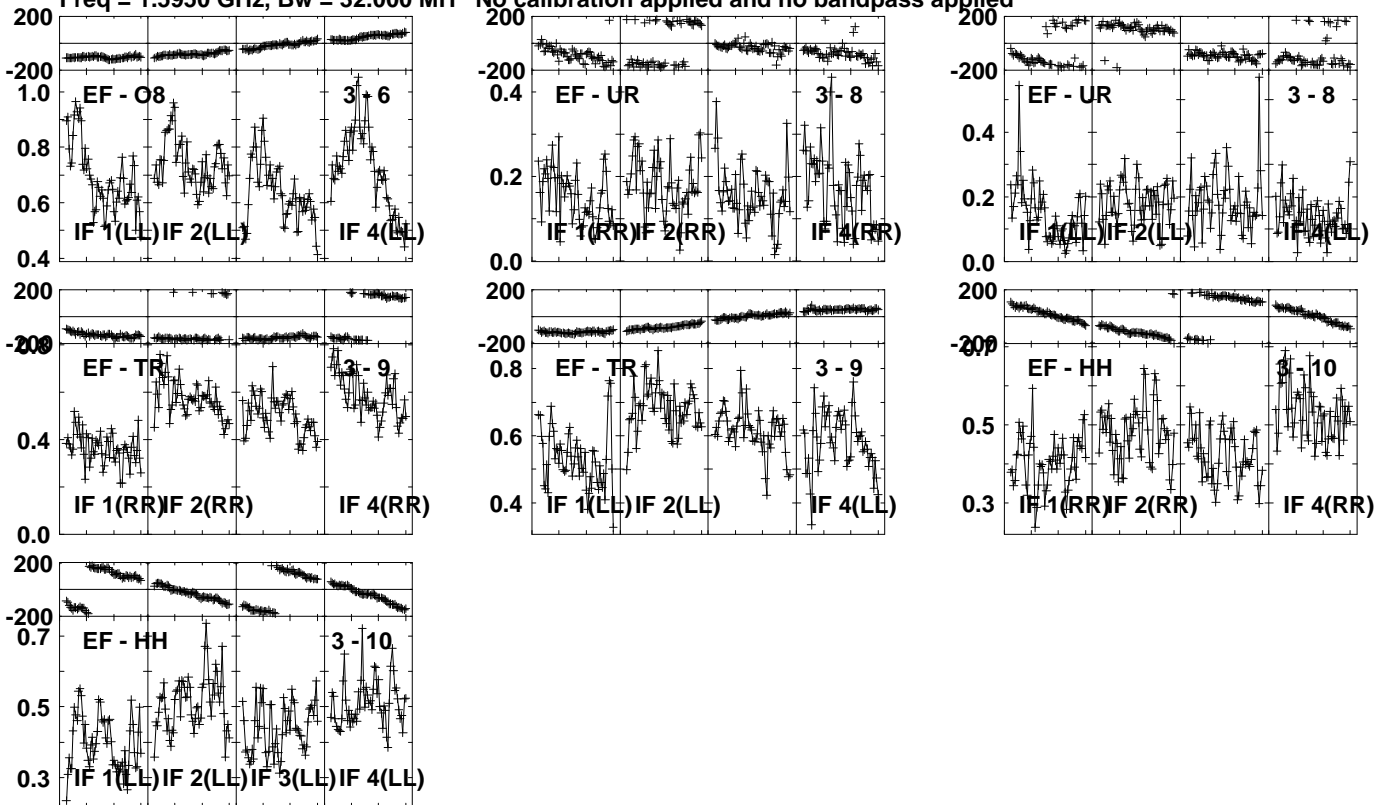 Freq = 1.5950 GHz, Bw = 32.000 MH No calibration applied and no bandpass applied
200 200 200
-200 -200 -200
EF - O8 3 - 6 EF - UR 3 - 8 EF - UR 3 - 8
1.0 0.4
0.8 0.4
0.6 0.2 0.2
IF 1(LL) IF 2(LL) IF 4(LL) IF 1(RR) IF 2(RR) IF 4(RR) IF 1(LL) IF 2(LL) IF 4(LL)
0.4 0.0 0.0
200 200 200
-200 -200 -200
0.8 0.7
EF - TR 3 - 9 EF - TR 3 - 9 EF - HH 3 - 10
0.8
0.4 0.6 0.5
IF 1(RR) IF 2(RR) IF 4(RR) IF 1(LL) IF 2(LL) IF 4(LL) IF 1(RR) IF 2(RR) IF 4(RR)
0.4 0.3
0.0
200
-200
0.7 EF - HH 3 - 10
0.5
0.3 IF 1(LL) IF 2(LL) IF 3(LL) IF 4(LL)